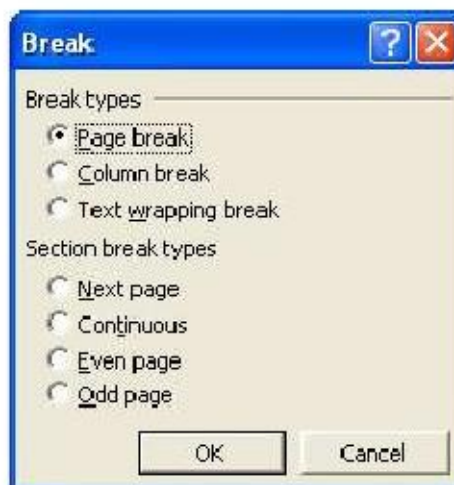 Break
Break types
Page break
Column break
Text wrapping break
Section break types
Next page
Continuous
Even page
Odd page
OK Cancel